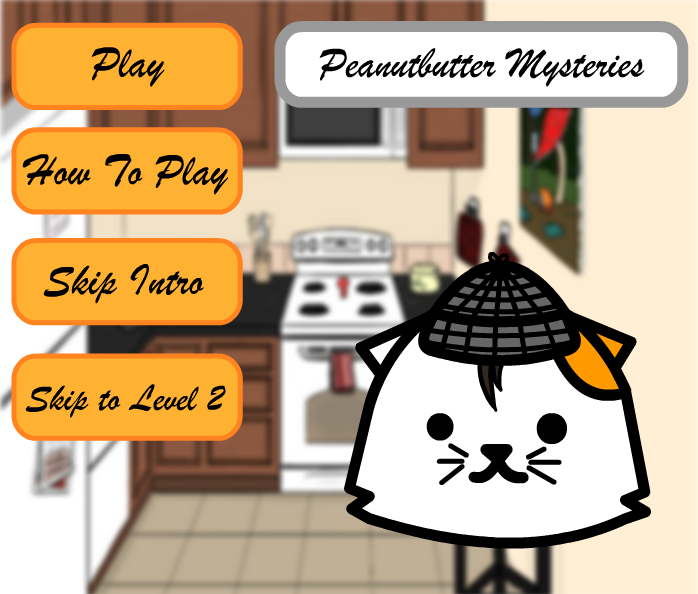 Play
Peanutbutter Mysteries
How To Play
Skip Intro
Skip to Level 2